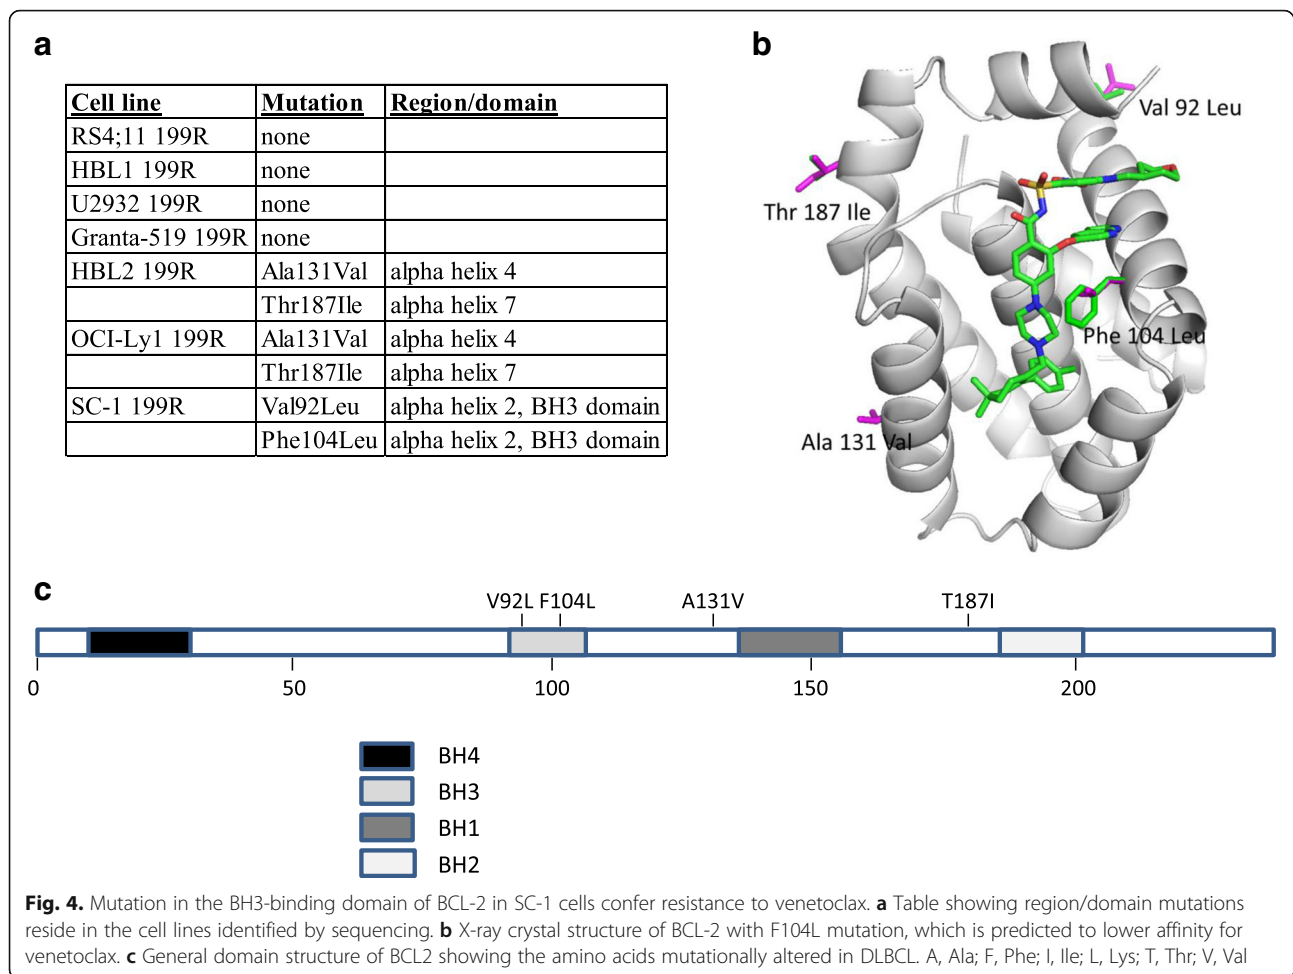 a
Cell line Mutation Region/domain
RS4;11 199R none
HBL1 199R none
U2932 199R none
Granta-519 199R none
HBL2 199R Ala131Val alpha helix 4
Thr187Ile alpha helix 7
OCI-Ly1 199R Ala131Val alpha helix 4
Thr187Ile alpha helix 7
SC-1 199R Val92Leu alpha helix 2, BH3 domain
Phe104Leu alpha helix 2, BH3 domain
b
Val 92 Leu
Thr 187 Ile
Phe 104 Leu
Ala 131 Val
c
V92L F104L A131V T187I
0 50 100 150 200
BH4
BH3
BH1
BH2
Fig. 4. Mutation in the BH3-binding domain of BCL-2 in SC-1 cells confer resistance to venetoclax. a Table showing region/domain mutations
reside in the cell lines identified by sequencing. b X-ray crystal structure of BCL-2 with F104L mutation, which is predicted to lower affinity for
venetoclax. c General domain structure of BCL2 showing the amino acids mutationally altered in DLBCL. A, Ala; F, Phe; I, Ile; L, Lys; T, Thr; V, Val